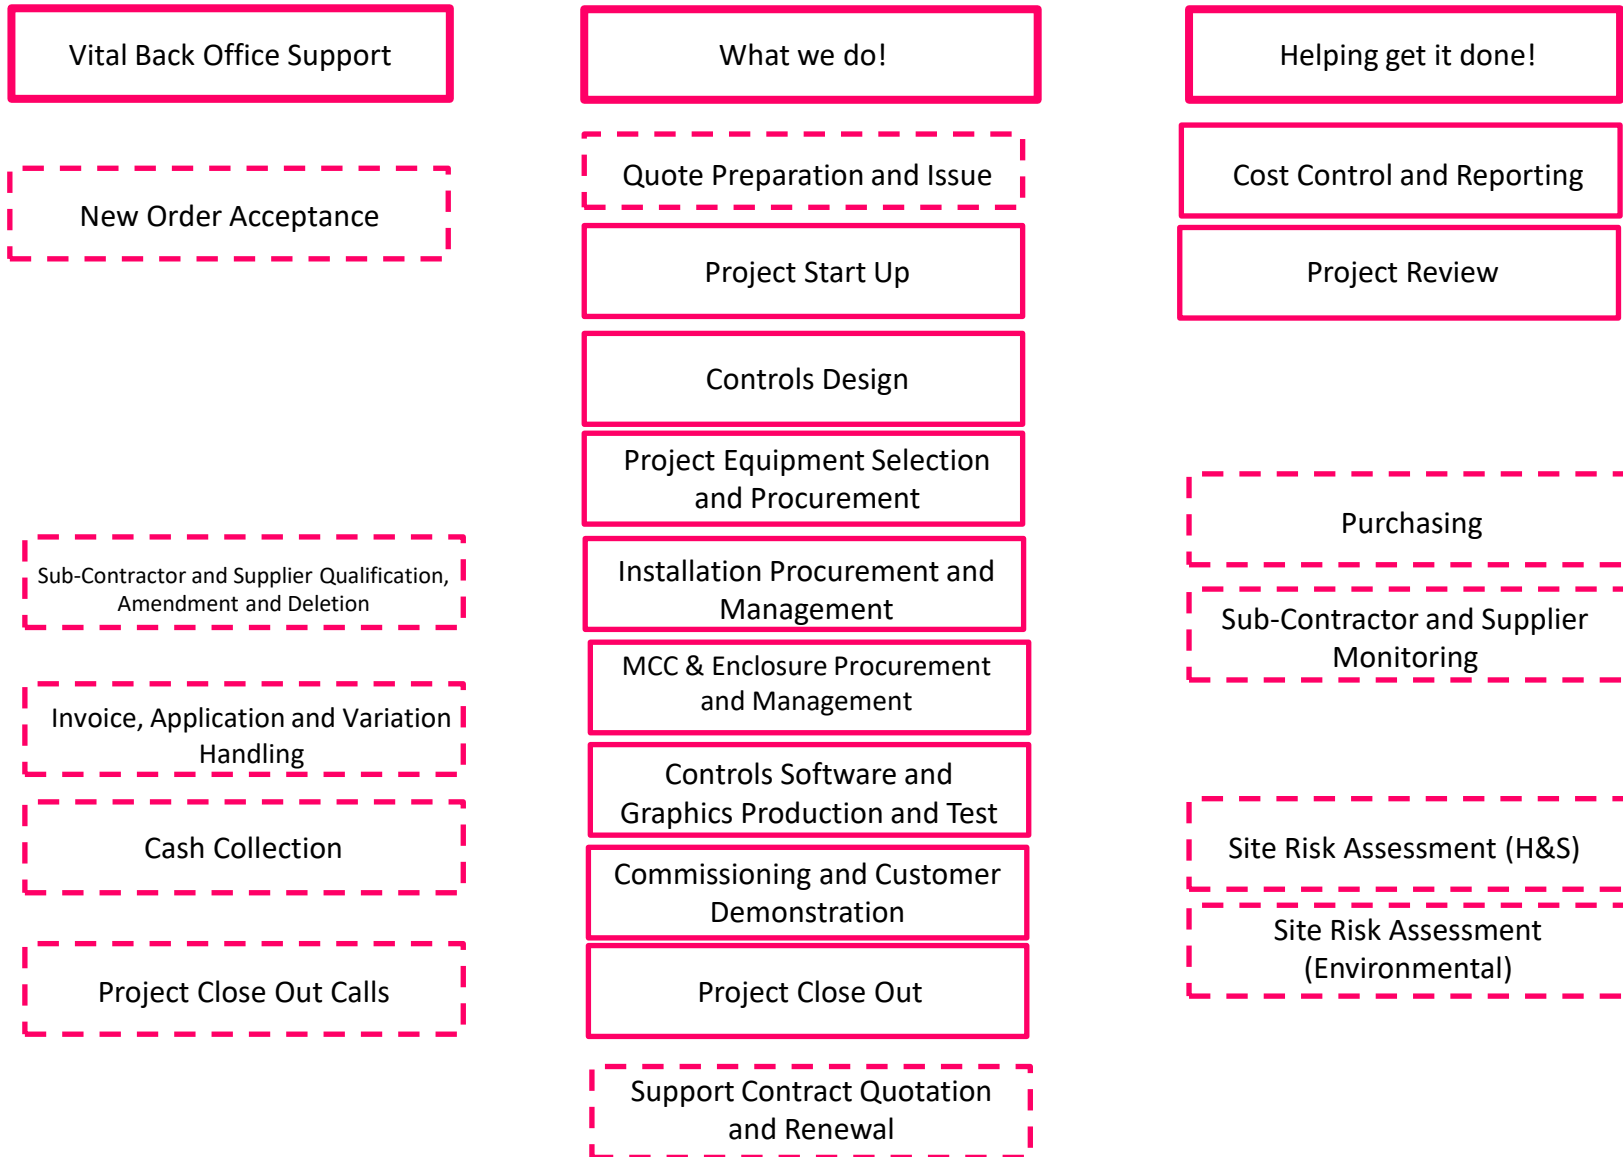 Vital Back Office Support
What we do!
Helping get it done!
New Order Acceptance
Sub-Contractor and Supplier Qualification,
Amendment and Deletion
Invoice, Application and Variation
Handling
Cash Collection
Project Close Out Calls
Quote Preparation and Issue
Project Start Up
Controls Design
Project Equipment Selection
and Procurement
Installation Procurement and
Management
MCC & Enclosure Procurement
and Management
Controls Software and
Graphics Production and Test
Commissioning and Customer
Demonstration
Project Close Out
Support Contract Quotation
and Renewal
Cost Control and Reporting
Project Review
Purchasing
Sub-Contractor and Supplier
Monitoring
Site Risk Assessment (H&S)
Site Risk Assessment
(Environmental)